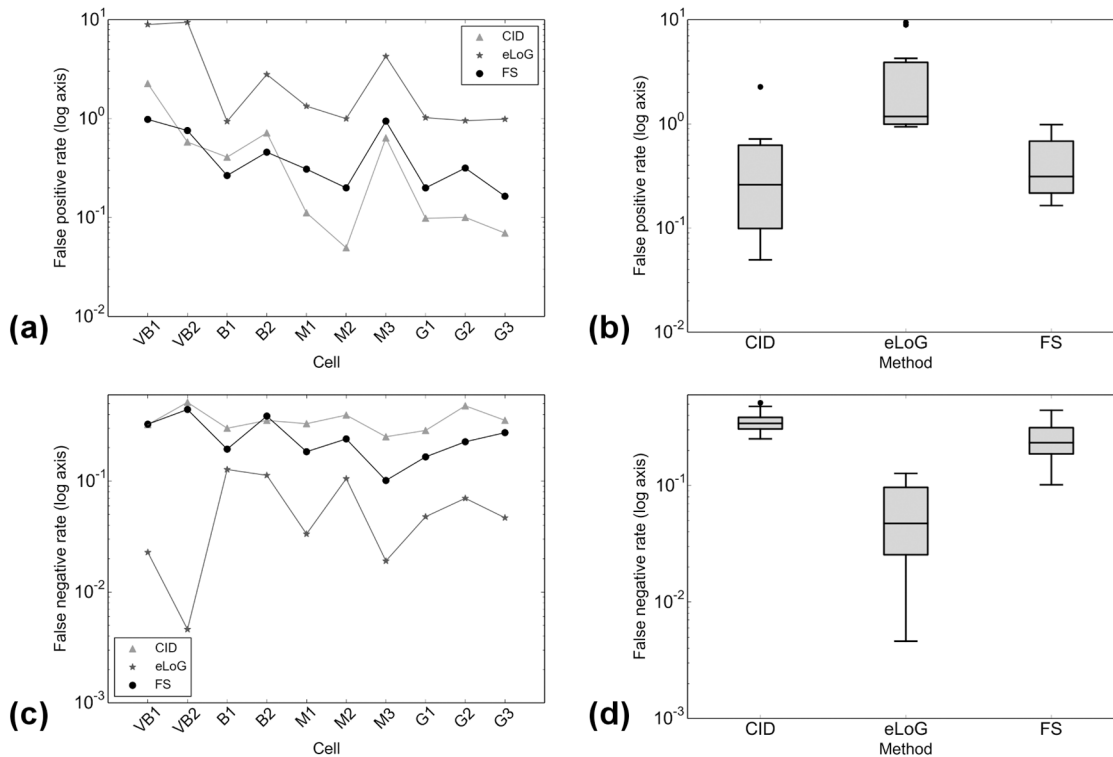 10^1
10^0
10^-1
10^-2
False positive rate (log axis)
CID
eLoG
FS
VB1 VB2 B1 B2 M1 M2 M3 G1 G2 G3
Cell
(a)
10^1
10^0
10^-1
10^-2
False positive rate (log axis)
CID eLoG FS
Method
(b)
10^-1
10^-2
10^-3
False negative rate (log axis)
CID
eLoG
FS
VB1 VB2 B1 B2 M1 M2 M3 G1 G2 G3
Cell
(c)
10^-1
10^-2
10^-3
False negative rate (log axis)
CID eLoG FS
Method
(d)